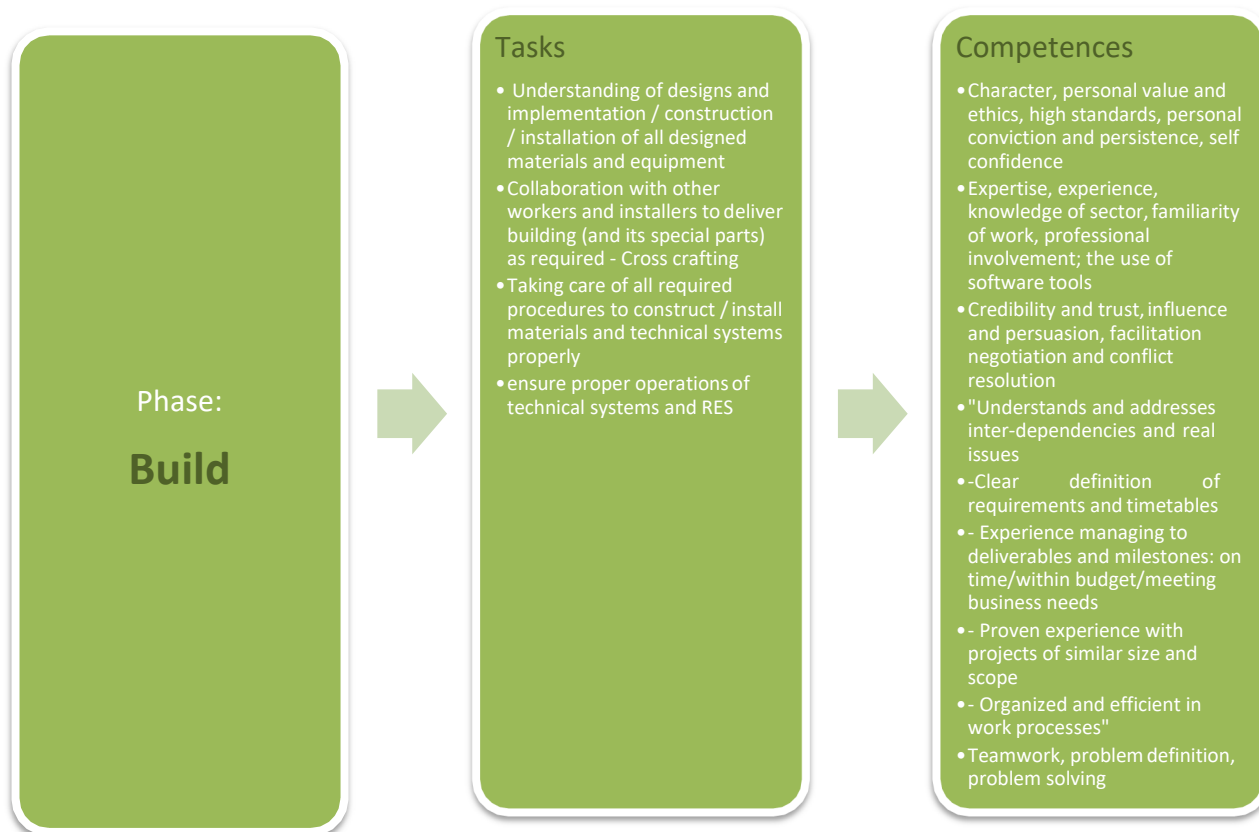 Phase:
Build
Tasks
• Understanding of designs and
implementation / construction
/ installation of all designed
materials and equipment
•Collaboration with other
workers and installers to deliver
building (and its special parts)
as required - Cross crafting
•Taking care of all required
procedures to construct / install
materials and technical systems
properly
•ensure proper operations of
technical systems and RES
Competences
•Character, personal value and
ethics, high standards, personal
conviction and persistence, self
confidence
•Expertise, experience,
knowledge of sector, familiarity
of work, professional
involvement; the use of
software tools
•Credibility and trust, influence
and persuasion, facilitation
negotiation and conflict
resolution
•"Understands and addresses
inter-dependencies and real
issues
•-Clear definition of
requirements and timetables
•- Experience managing to
deliverables and milestones: on
time/within budget/meeting
business needs
•- Proven experience with
projects of similar size and
scope
•- Organized and efficient in
work processes"
•Teamwork, problem definition,
problem solving